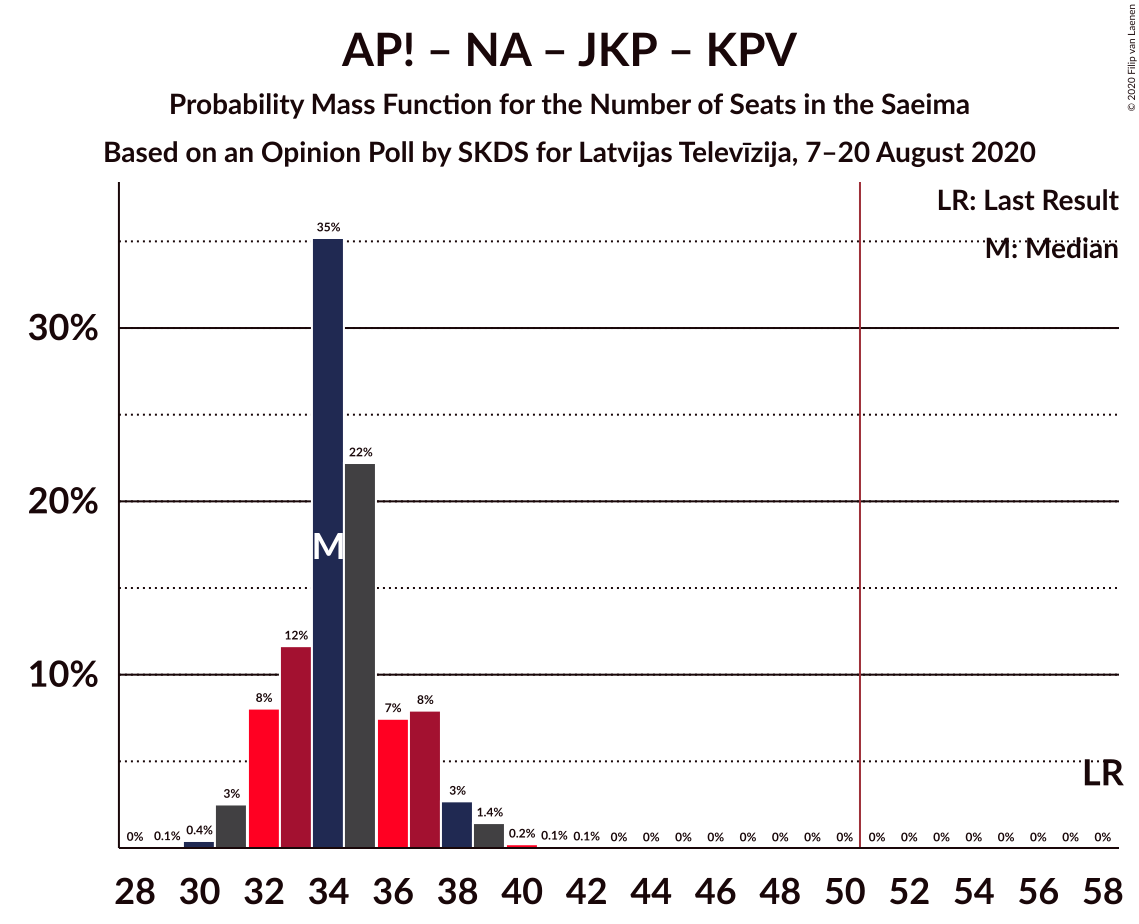 AP! – NA – JKP – KPV
Probability Mass Function for the Number of Seats in the Saeima
Based on an Opinion Poll by SKDS for Latvijas Televīzija, 7–20 August 2020
© 2020 Filip van Laenen
LR: Last Result
M: Median
30%
20%
10%
0% 0.1% 0.4% 3% 8% 12% 35% 22% 7% 8% 3% 1.4% 0.2% 0.1% 0.1% 0% 0% 0% 0% 0% 0% 0% 0% 0% 0% 0% 0% 0% 0% 0% 0%
M
LR
28 30 32 34 36 38 40 42 44 46 48 50 52 54 56 58